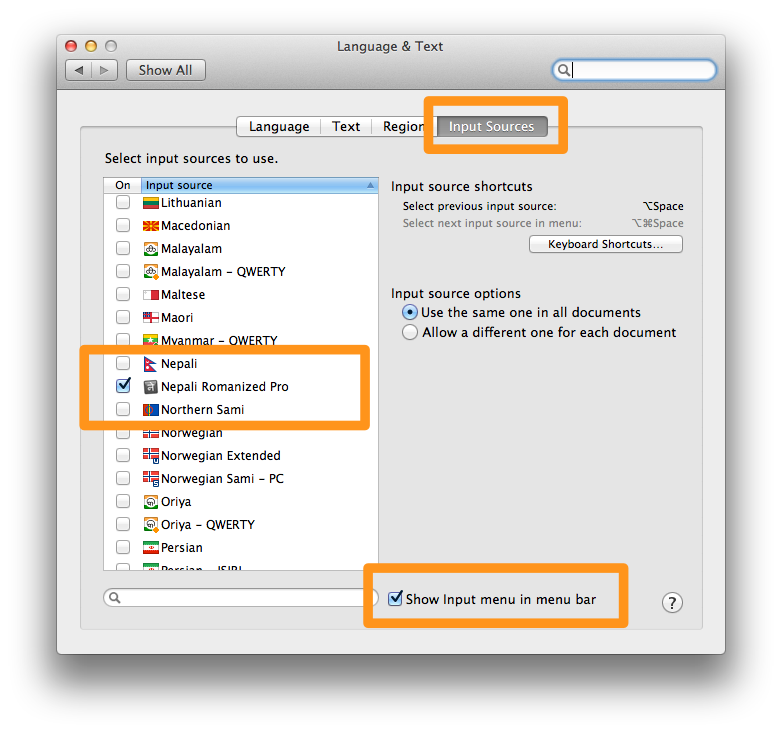 Language & Text
Show All
Language Text Region Input Sources
Select input sources to use.
On Input source
Lithuanian
Macedonian
Malayalam
Malayalam – QWERTY
Maltese
Maori
Myanmar – QWERTY
Nepali
Nepali Romanized Pro
Northern Sami
Norwegian
Norwegian Extended
Norwegian Sami – PC
Oriya
Oriya – QWERTY
Persian
Persian – ISIRI
Input source shortcuts
Select previous input source: ⌥Space
Select next input source in menu: ⌥⌘Space
Keyboard Shortcuts...
Input source options
Use the same one in all documents
Allow a different one for each document
Show Input menu in menu bar
?